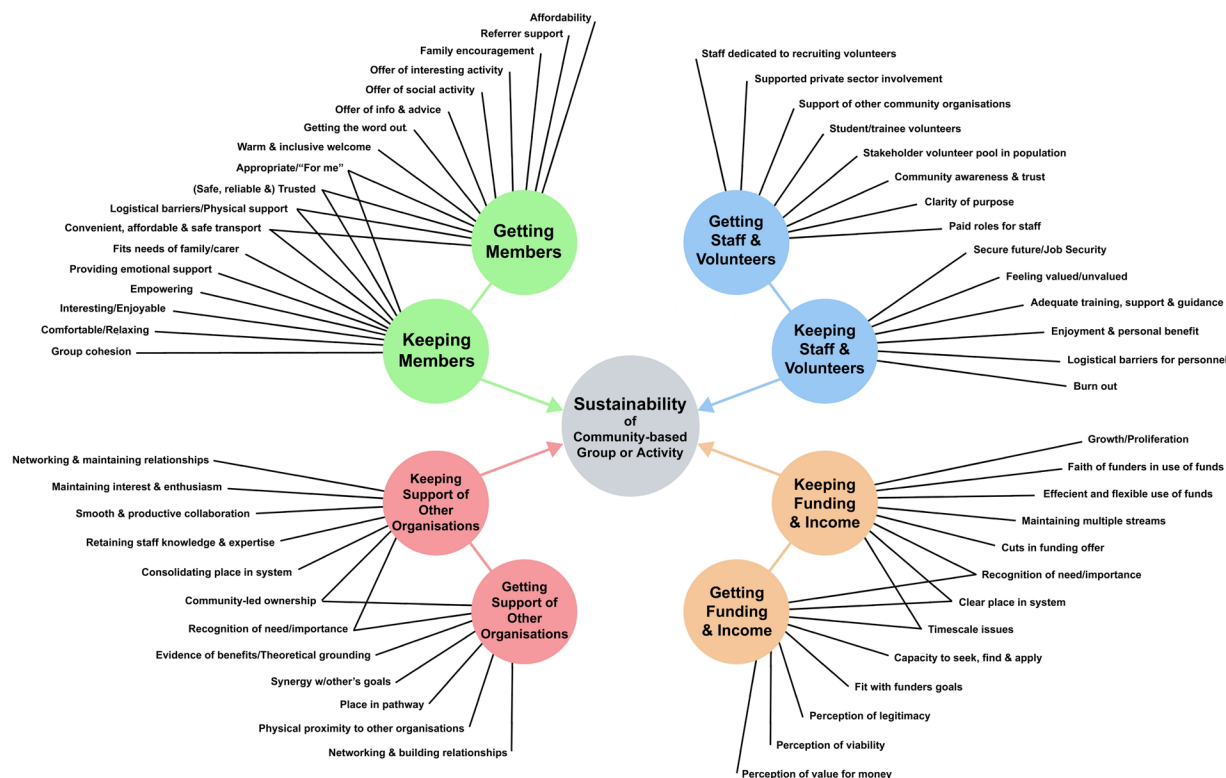 Affordability
Referrer support
Family encouragement
Offer of interesting activity
Offer of social activity
Offer of info & advice
Getting the word out
Warm & inclusive welcome
Appropriate/“For me”
(Safe, reliable &) Trusted
Logistical barriers/Physical support
Convenient, affordable & safe transport
Fits needs of family/carer
Providing emotional support
Empowering
Interesting/Enjoyable
Comfortable/Relaxing
Group cohesion
Getting
Members
Keeping
Members
Staff dedicated to recruiting volunteers
Supported private sector involvement
Support of other community organisations
Student/trainee volunteers
Stakeholder volunteer pool in population
Community awareness & trust
Clarity of purpose
Paid roles for staff
Secure future/Job Security
Feeling valued/unvalued
Adequate training, support & guidance
Enjoyment & personal benefit
Logistical barriers for personnel
Burn out
Getting
Staff &
Volunteers
Keeping
Staff &
Volunteers
Sustainability
of
Community-based
Group or Activity
Networking & maintaining relationships
Maintaining interest & enthusiasm
Smooth & productive collaboration
Retaining staff knowledge & expertise
Consolidating place in system
Community-led ownership
Recognition of need/importance
Evidence of benefits/Theoretical grounding
Synergy w/other’s goals
Place in pathway
Physical proximity to other organisations
Networking & building relationships
Keeping
Support of
Other
Organisations
Getting
Support of
Other
Organisations
Growth/Proliferation
Faith of funders in use of funds
Effecient and flexible use of funds
Maintaining multiple streams
Cuts in funding offer
Recognition of need/importance
Clear place in system
Timescale issues
Capacity to seek, find & apply
Fit with funders goals
Perception of legitimacy
Perception of viability
Perception of value for money
Keeping
Funding
& Income
Getting
Funding
& Income